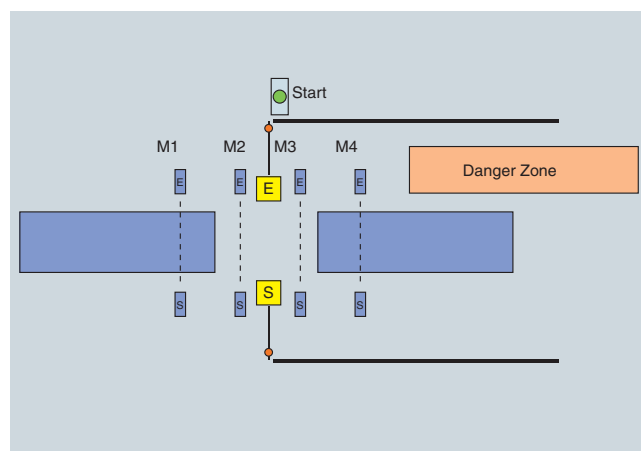 Start
M1 M2 M3 M4
Danger Zone
E E E E E
S
S S S S